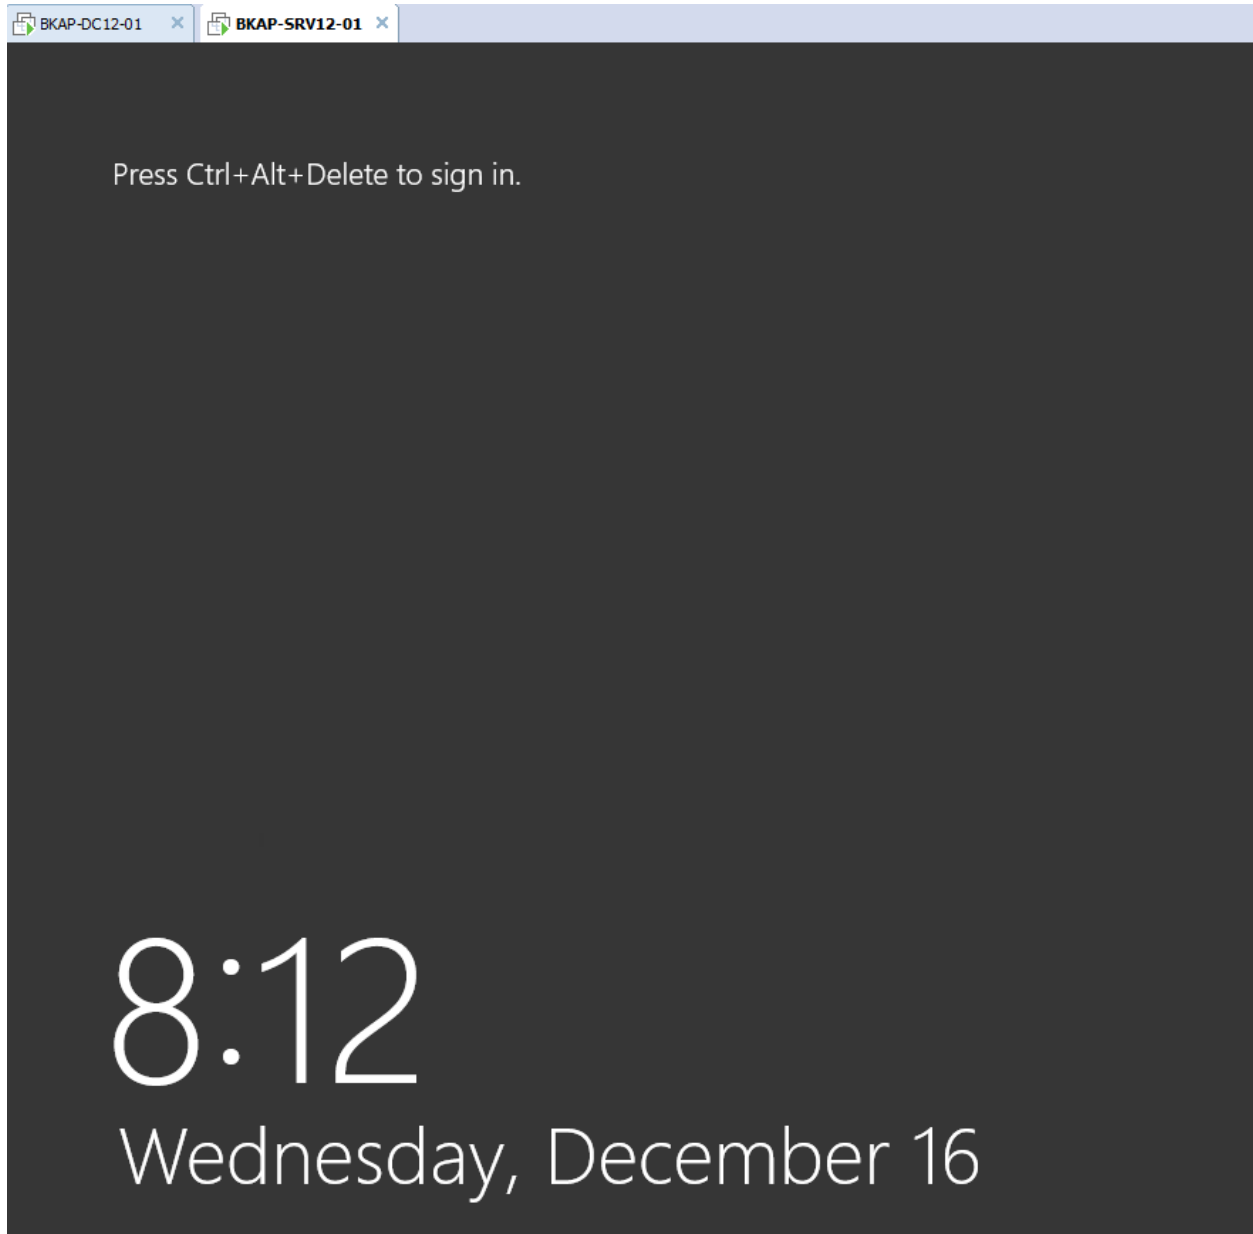 BKAP-DC12-01 BKAP-SRV12-01
Press Ctrl+Alt+Delete to sign in.
8:12
Wednesday, December 16